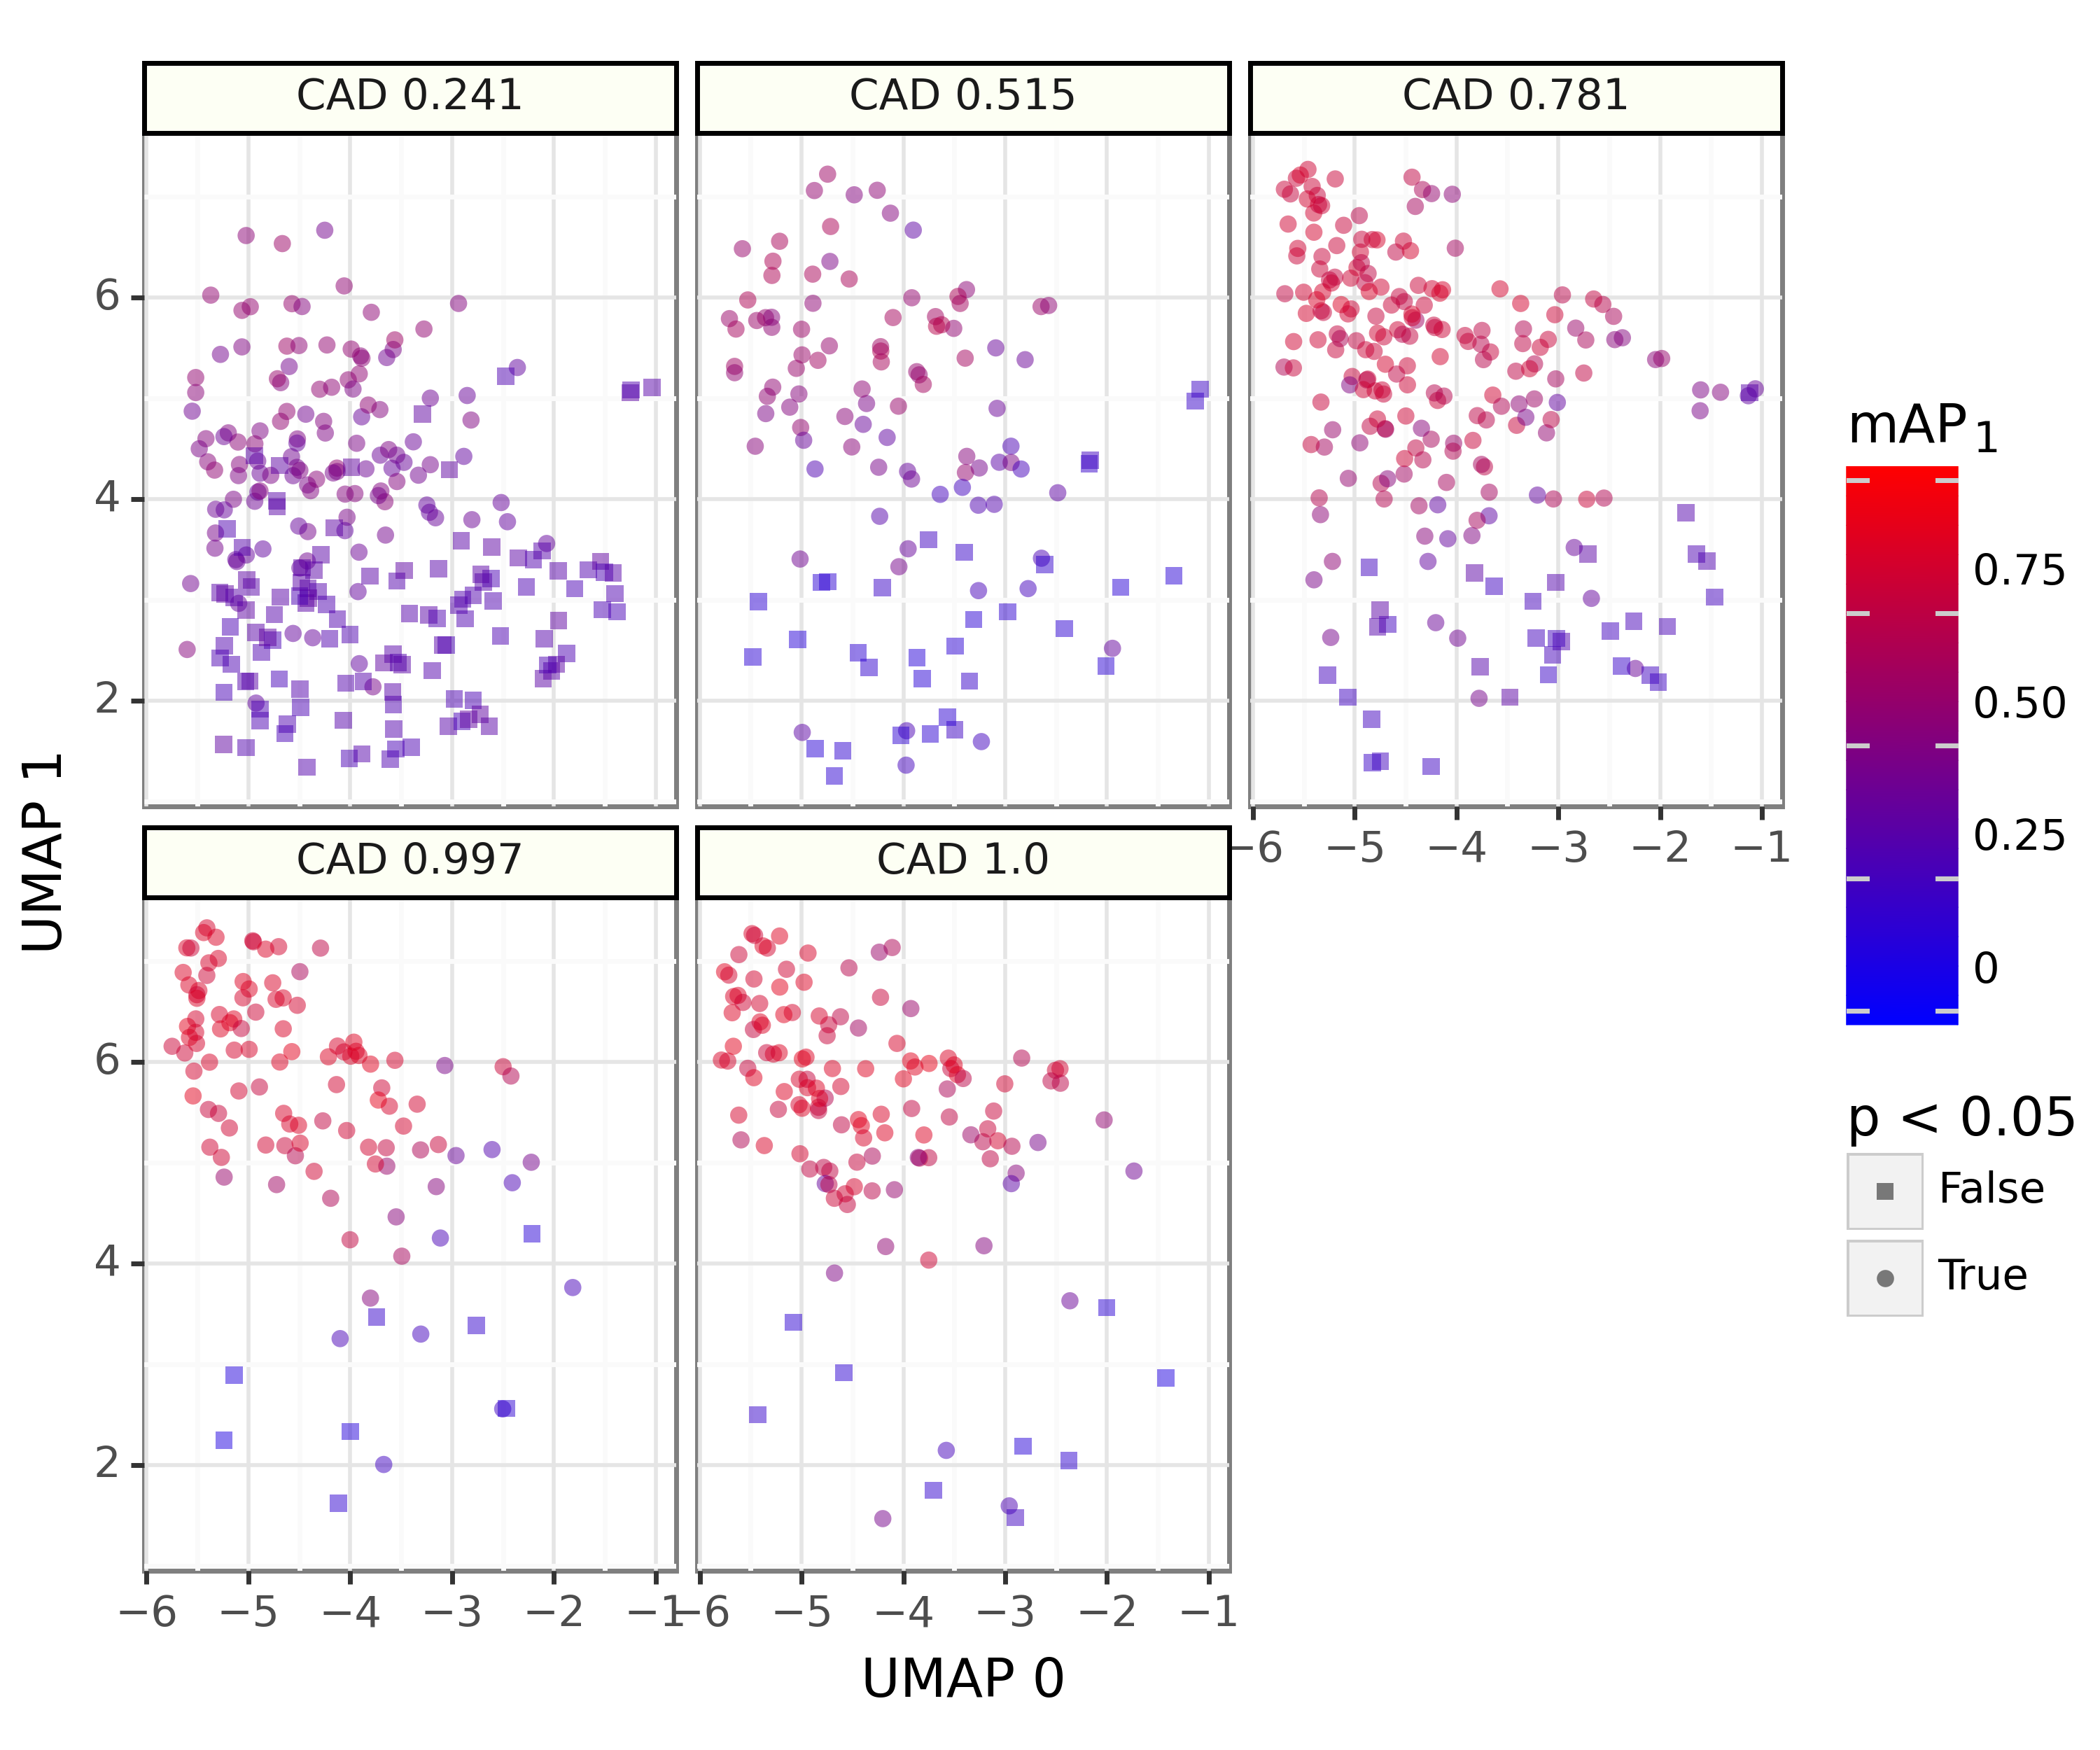 CAD 0.241
CAD 0.515
CAD 0.781
6
4
2
−6 −5 −4 −3 −2 −1
CAD 0.997
CAD 1.0
6
4
2
−6 −5 −4 −3 −2 −1
−6 −5 −4 −3 −2 −1
UMAP 1
UMAP 0
mAP
1
0.75
0.50
0.25
0
p < 0.05
False
True